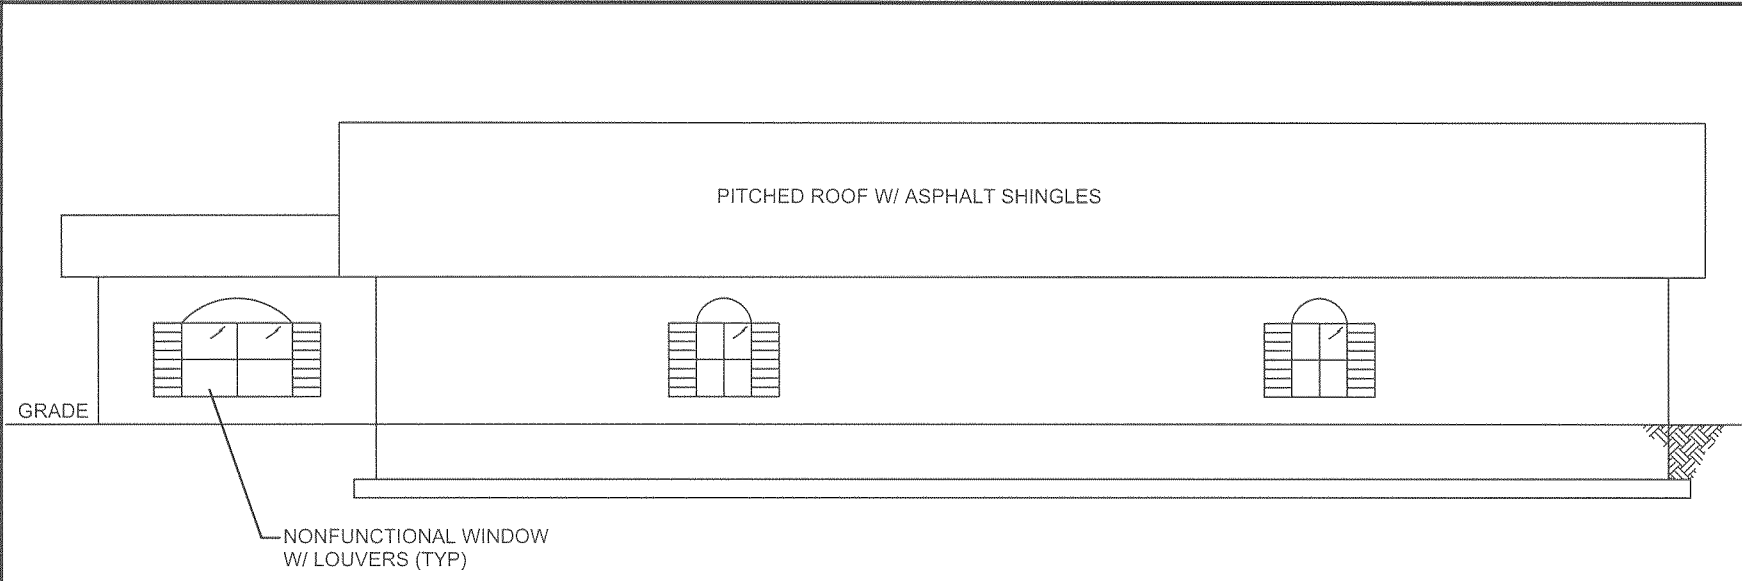 PITCHED ROOF W/ ASPHALT SHINGLES
GRADE
NONFUNCTIONAL WINDOW
W/ LOUVERS (TYP)